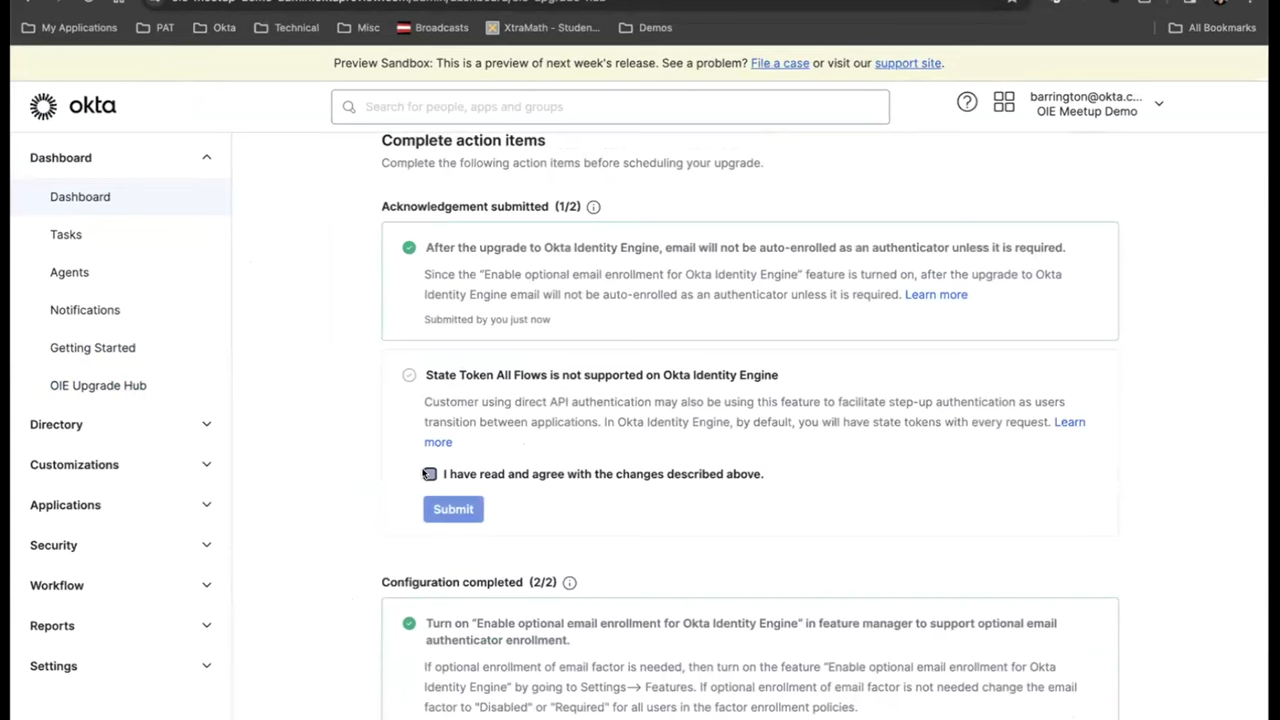 My Applications
PAT
Okta
Technical
Misc
Broadcasts
XtraMath - Studen...
Demos
All Bookmarks
Preview Sandbox: This is a preview of next week's release. See a problem? File a case or visit our support site.
okta
Search for people, apps and groups
barrington@okta.c...
OIE Meetup Demo
Dashboard
Dashboard
Tasks
Agents
Notifications
Getting Started
OIE Upgrade Hub
Directory
Customizations
Applications
Security
Workflow
Reports
Settings
Complete action items
Complete the following action items before scheduling your upgrade.
Acknowledgement submitted (1/2)
After the upgrade to Okta Identity Engine, email will not be auto-enrolled as an authenticator unless it is required.
Since the "Enable optional email enrollment for Okta Identity Engine" feature is turned on, after the upgrade to Okta
Identity Engine email will not be auto-enrolled as an authenticator unless it is required. Learn more
Submitted by you just now
State Token All Flows is not supported on Okta Identity Engine
Customer using direct API authentication may also be using this feature to facilitate step-up authentication as users
transition between applications. In Okta Identity Engine, by default, you will have state tokens with every request. Learn
more
I have read and agree with the changes described above.
Submit
Configuration completed (2/2)
Turn on "Enable optional email enrollment for Okta Identity Engine" in feature manager to support optional email
authenticator enrollment.
If optional enrollment of email factor is needed, then turn on the feature "Enable optional email enrollment for Okta
Identity Engine" by going to Settings→ Features. If optional enrollment of email factor is not needed change the email
factor to "Disabled" or "Required" for all users in the factor enrollment policies.